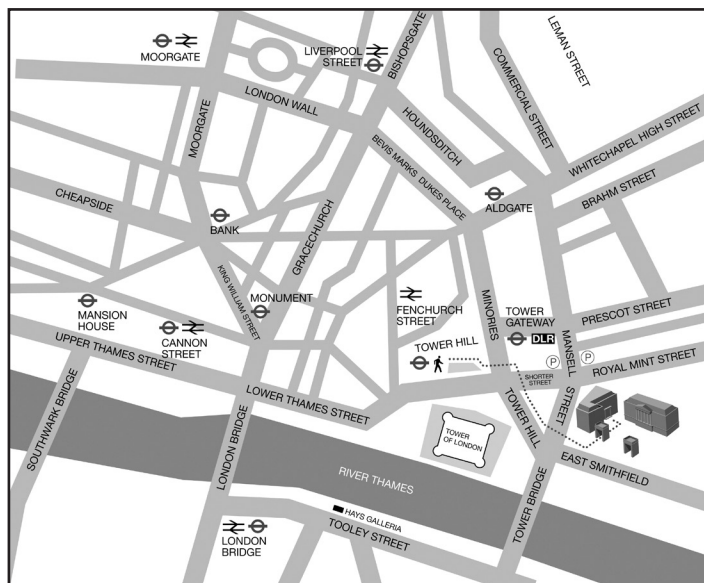 MOORGATE
LIVERPOOL
STREET
BISHOPSGATE
LEMAN STREET
COMMERCIAL STREET
MOORGATE
LONDON WALL
HOUNDSDITCH
WHITECHAPEL HIGH STREET
BEVIS MARKS
DUKES PLACE
BRAHM STREET
ALDGATE
CHEAPSIDE
BANK
GRACECHURCH
KING WILLIAM STREET
MONUMENT
FENCHURCH
STREET
MINORIES
TOWER
GATEWAY
DLR
MANSELL STREET
PRESCOT STREET
MANSION
HOUSE
CANNON
STREET
UPPER THAMES STREET
TOWER HILL
P
P
ROYAL MINT STREET
SHORTER
STREET
LOWER THAMES STREET
TOWER HILL
SOUTHWARK BRIDGE
LONDON BRIDGE
TOWER
OF LONDON
EAST SMITHFIELD
RIVER THAMES
TOWER BRIDGE
HAYS GALLERIA
TOOLEY STREET
LONDON
BRIDGE